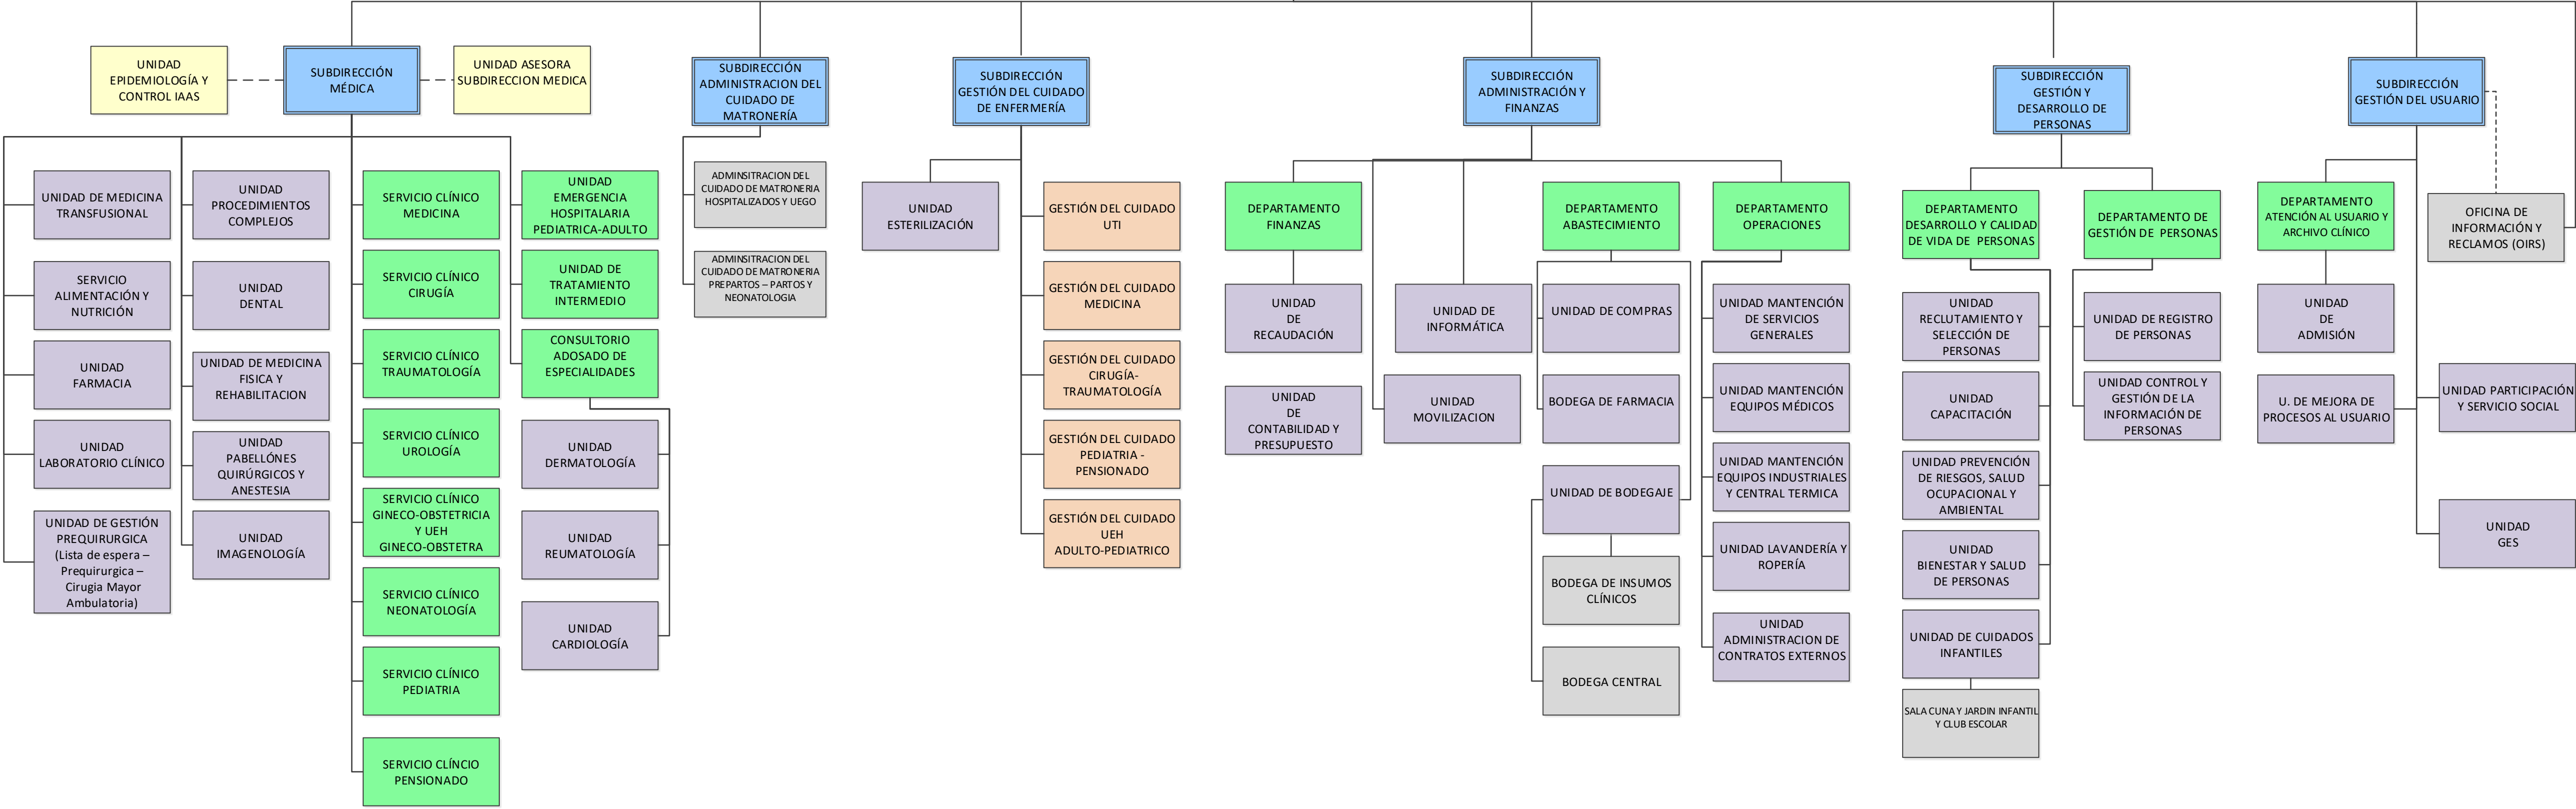 UNIDAD
EPIDEMIOLOGÍA Y
CONTROL IAAS
SUBDIRECCIÓN
MÉDICA
UNIDAD ASESORA
SUBDIRECCION MEDICA
UNIDAD DE MEDICINA
TRANSFUSIONAL
SERVICIO
ALIMENTACIÓN Y
NUTRICIÓN
UNIDAD
FARMACIA
UNIDAD
LABORATORIO CLÍNICO
UNIDAD DE GESTIÓN
PREQUIRURGICA
(Lista de espera –
Prequirurgica –
Cirugia Mayor
Ambulatoria)
UNIDAD
PROCEDIMIENTOS
COMPLEJOS
UNIDAD
DENTAL
UNIDAD DE MEDICINA
FISICA Y
REHABILITACION
UNIDAD
PABELLÓNES
QUIRÚRGICOS Y
ANESTESIA
UNIDAD
IMAGENOLOGÍA
SERVICIO CLÍNICO
MEDICINA
SERVICIO CLÍNICO
CIRUGÍA
SERVICIO CLÍNICO
TRAUMATOLOGÍA
SERVICIO CLÍNICO
UROLOGÍA
SERVICIO CLÍNICO
GINECO-OBSTETRICIA
Y UEH
GINECO-OBSTETRA
SERVICIO CLÍNICO
NEONATOLOGÍA
SERVICIO CLÍNICO
PEDIATRIA
SERVICIO CLÍNCIO
PENSIONADO
UNIDAD
EMERGENCIA
HOSPITALARIA
PEDIATRICA-ADULTO
UNIDAD DE
TRATAMIENTO
INTERMEDIO
CONSULTORIO
ADOSADO DE
ESPECIALIDADES
UNIDAD
DERMATOLOGÍA
UNIDAD
REUMATOLOGÍA
UNIDAD
CARDIOLOGÍA
SUBDIRECCIÓN
ADMINISTRACION DEL
CUIDADO DE
MATRONERÍA
ADMINSITRACION DEL
CUIDADO DE MATRONERIA
HOSPITALIZADOS Y UEGO
ADMINSITRACION DEL
CUIDADO DE MATRONERIA
PREPARTOS – PARTOS Y
NEONATOLOGIA
SUBDIRECCIÓN
GESTIÓN DEL CUIDADO
DE ENFERMERÍA
UNIDAD
ESTERILIZACIÓN
GESTIÓN DEL CUIDADO
UTI
GESTIÓN DEL CUIDADO
MEDICINA
GESTIÓN DEL CUIDADO
CIRUGÍA-
TRAUMATOLOGÍA
GESTIÓN DEL CUIDADO
PEDIATRIA -
PENSIONADO
GESTIÓN DEL CUIDADO
UEH
ADULTO-PEDIATRICO
SUBDIRECCIÓN
ADMINISTRACIÓN Y
FINANZAS
DEPARTAMENTO
FINANZAS
UNIDAD
DE
RECAUDACIÓN
UNIDAD
DE
CONTABILIDAD Y
PRESUPUESTO
UNIDAD DE
INFORMÁTICA
UNIDAD
MOVILIZACION
DEPARTAMENTO
ABASTECIMIENTO
UNIDAD DE COMPRAS
BODEGA DE FARMACIA
UNIDAD DE BODEGAJE
BODEGA DE INSUMOS
CLÍNICOS
BODEGA CENTRAL
DEPARTAMENTO
OPERACIONES
UNIDAD MANTENCIÓN
DE SERVICIOS
GENERALES
UNIDAD MANTENCIÓN
EQUIPOS MÉDICOS
UNIDAD MANTENCIÓN
EQUIPOS INDUSTRIALES
Y CENTRAL TERMICA
UNIDAD LAVANDERÍA Y
ROPERÍA
UNIDAD
ADMINISTRACION DE
CONTRATOS EXTERNOS
SUBDIRECCIÓN
GESTIÓN Y
DESARROLLO DE
PERSONAS
DEPARTAMENTO
DESARROLLO Y CALIDAD
DE VIDA DE PERSONAS
UNIDAD
RECLUTAMIENTO Y
SELECCIÓN DE
PERSONAS
UNIDAD
CAPACITACIÓN
UNIDAD PREVENCIÓN
DE RIESGOS, SALUD
OCUPACIONAL Y
AMBIENTAL
UNIDAD
BIENESTAR Y SALUD
DE PERSONAS
UNIDAD DE CUIDADOS
INFANTILES
SALA CUNA Y JARDIN INFANTIL
Y CLUB ESCOLAR
DEPARTAMENTO DE
GESTIÓN DE PERSONAS
UNIDAD DE REGISTRO
DE PERSONAS
UNIDAD CONTROL Y
GESTIÓN DE LA
INFORMACIÓN DE
PERSONAS
SUBDIRECCIÓN
GESTIÓN DEL USUARIO
DEPARTAMENTO
ATENCIÓN AL USUARIO Y
ARCHIVO CLÍNICO
UNIDAD
DE
ADMISIÓN
U. DE MEJORA DE
PROCESOS AL USUARIO
OFICINA DE
INFORMACIÓN Y
RECLAMOS (OIRS)
UNIDAD PARTICIPACIÓN
Y SERVICIO SOCIAL
UNIDAD
GES